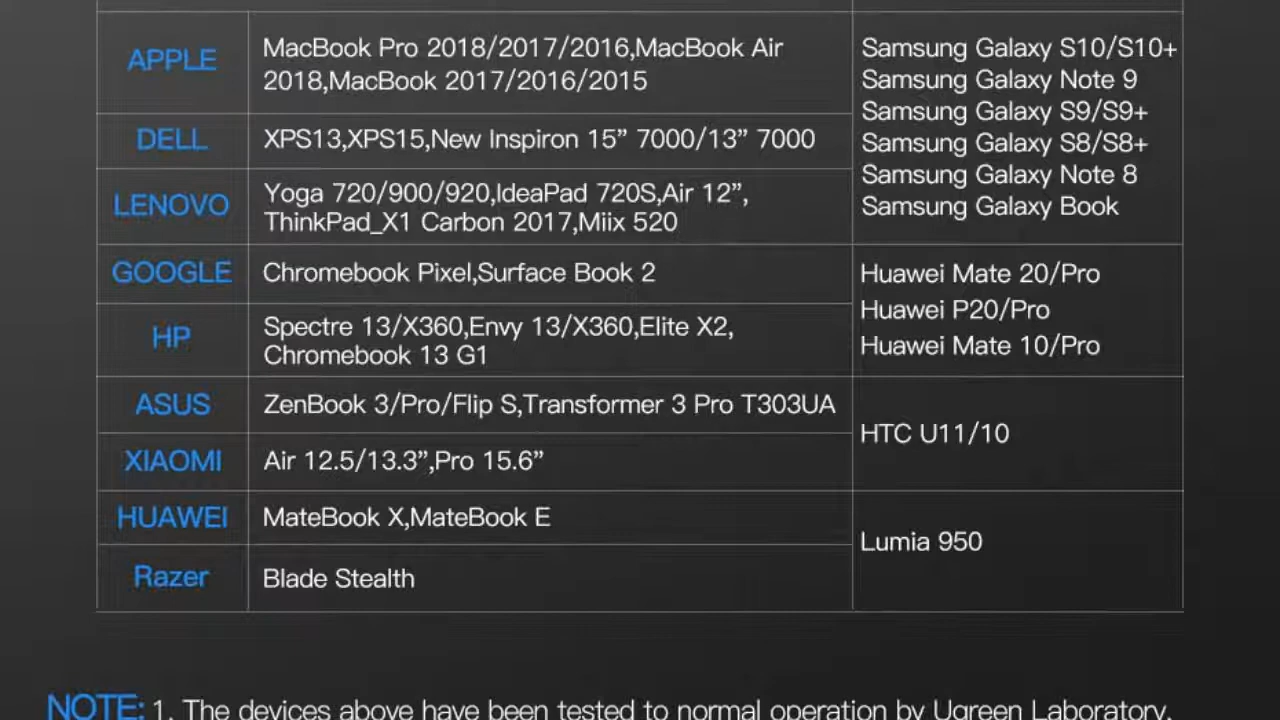 APPLE
MacBook Pro 2018/2017/2016,MacBook Air
2018,MacBook 2017/2016/2015
DELL
XPS13,XPS15,New Inspiron 15” 7000/13” 7000
LENOVO
Yoga 720/900/920,IdeaPad 720S,Air 12”,
ThinkPad_X1 Carbon 2017,Miix 520
Samsung Galaxy S10/S10+
Samsung Galaxy Note 9
Samsung Galaxy S9/S9+
Samsung Galaxy S8/S8+
Samsung Galaxy Note 8
Samsung Galaxy Book
GOOGLE
Chromebook Pixel,Surface Book 2
HP
Spectre 13/X360,Envy 13/X360,Elite X2,
Chromebook 13 G1
Huawei Mate 20/Pro
Huawei P20/Pro
Huawei Mate 10/Pro
ASUS
ZenBook 3/Pro/Flip S,Transformer 3 Pro T303UA
XIAOMI
Air 12.5/13.3”,Pro 15.6”
HTC U11/10
HUAWEI
MateBook X,MateBook E
Razer
Blade Stealth
Lumia 950
NOTE: 1. The devices above have been tested to normal operation by Ugreen Laboratory.